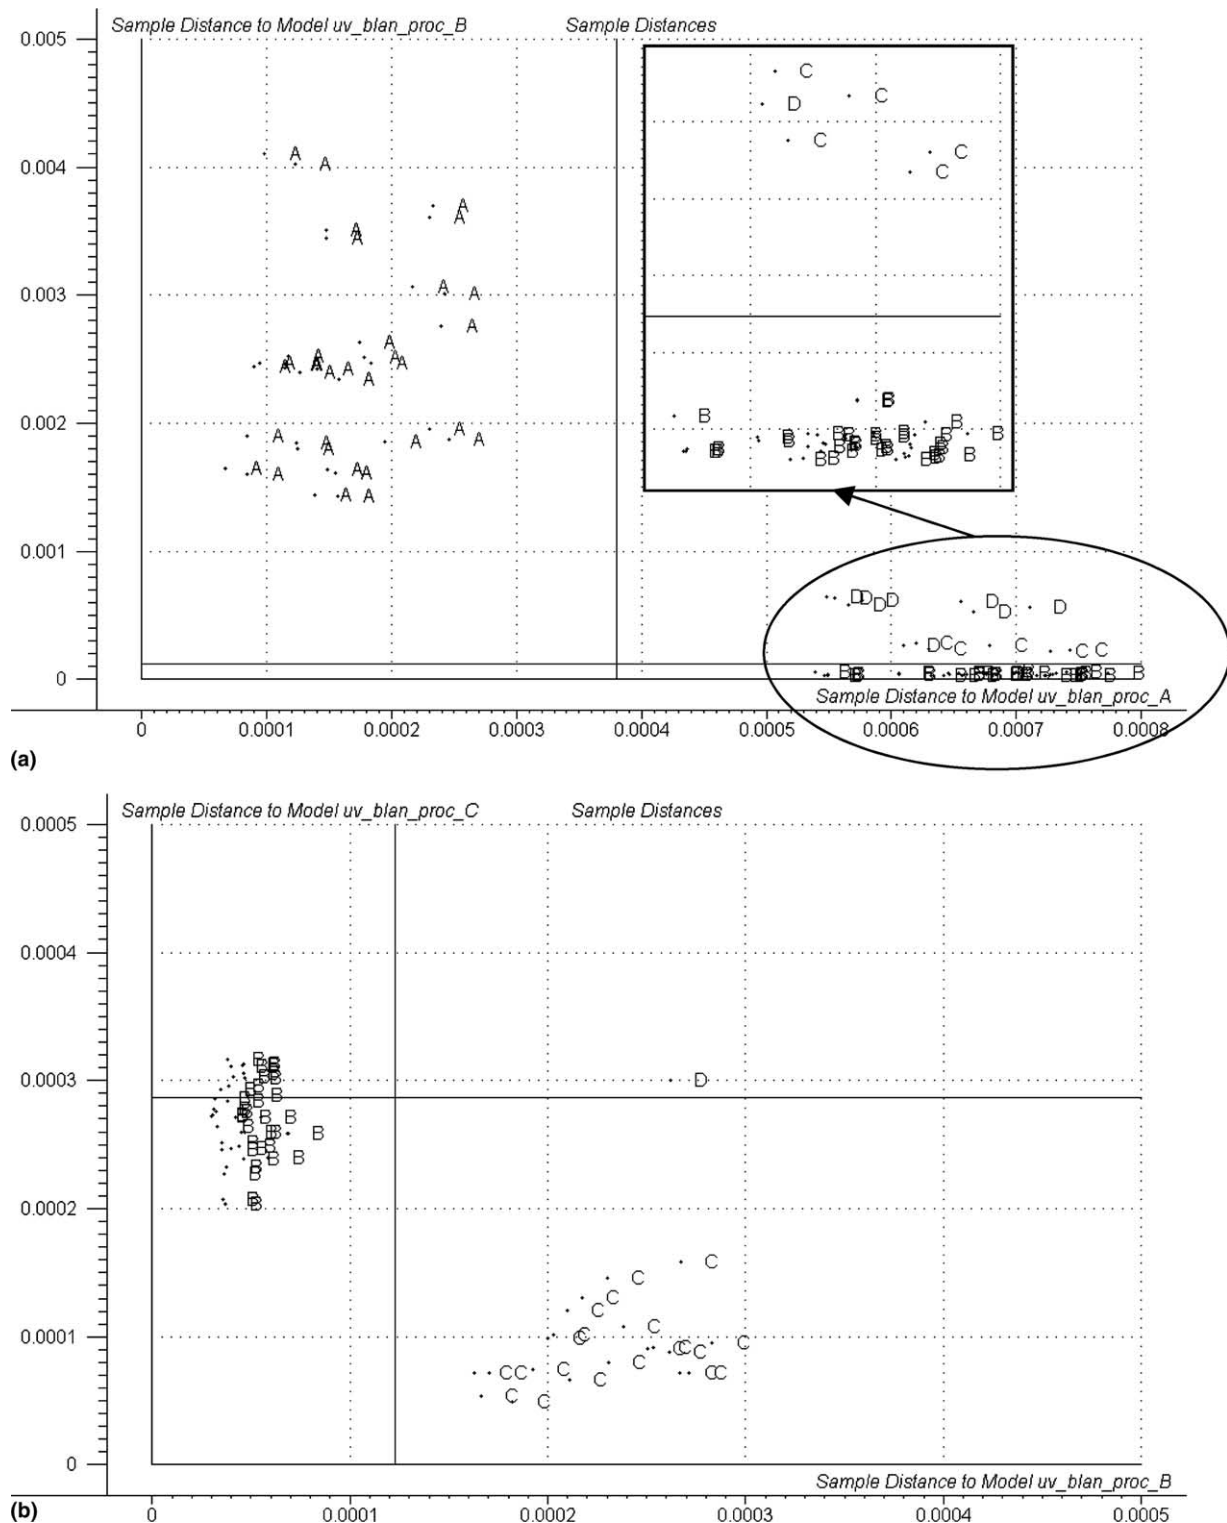 Sample Distance to Model uv_blan_proc_B Sample Distances
0.005
0.004
0.003
0.002
0.001
0
Sample Distance to Model uv_blan_proc_A
0 0.0001 0.0002 0.0003 0.0004 0.0005 0.0006 0.0007 0.0008
(a)
Sample Distance to Model uv_blan_proc_C Sample Distances
0.0005
0.0004
0.0003
0.0002
0.0001
0
Sample Distance to Model uv_blan_proc_B
(b)
0 0.0001 0.0002 0.0003 0.0004 0.0005